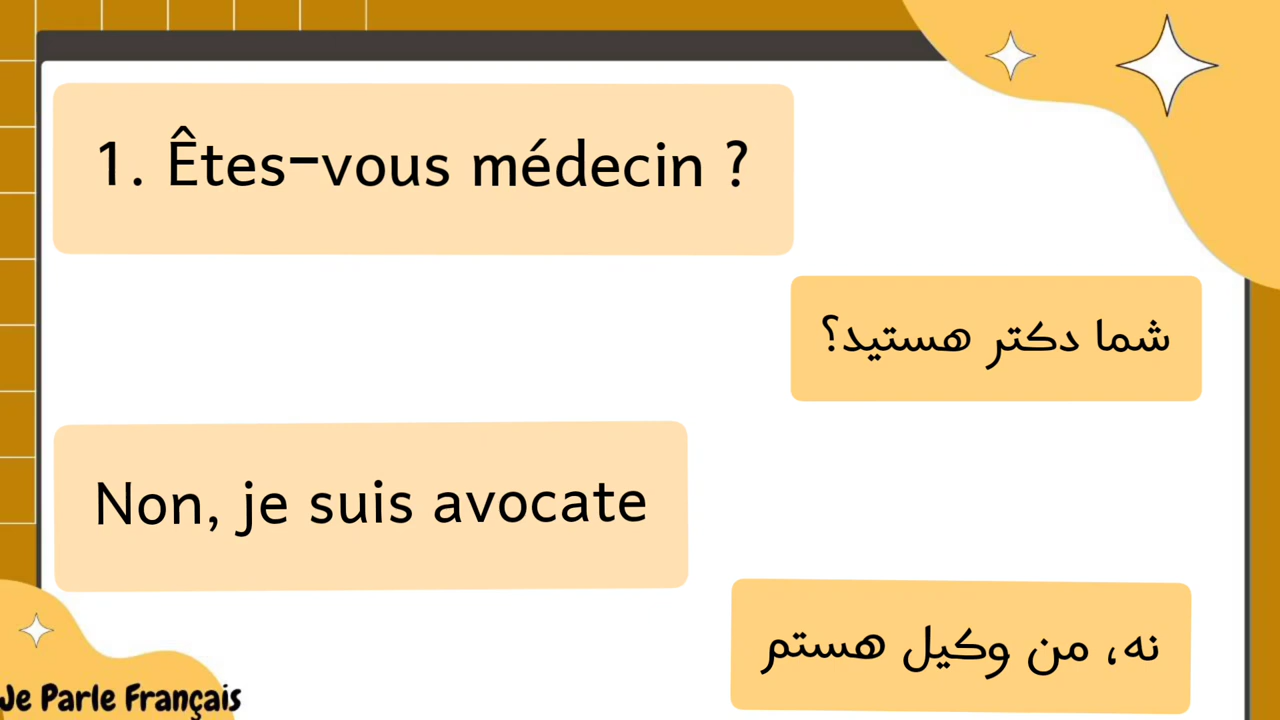 1. Êtes-vous médecin ?
شما دکتر هستید؟
Non, je suis avocate
نه، من وکیل هستم
Je Parle Français